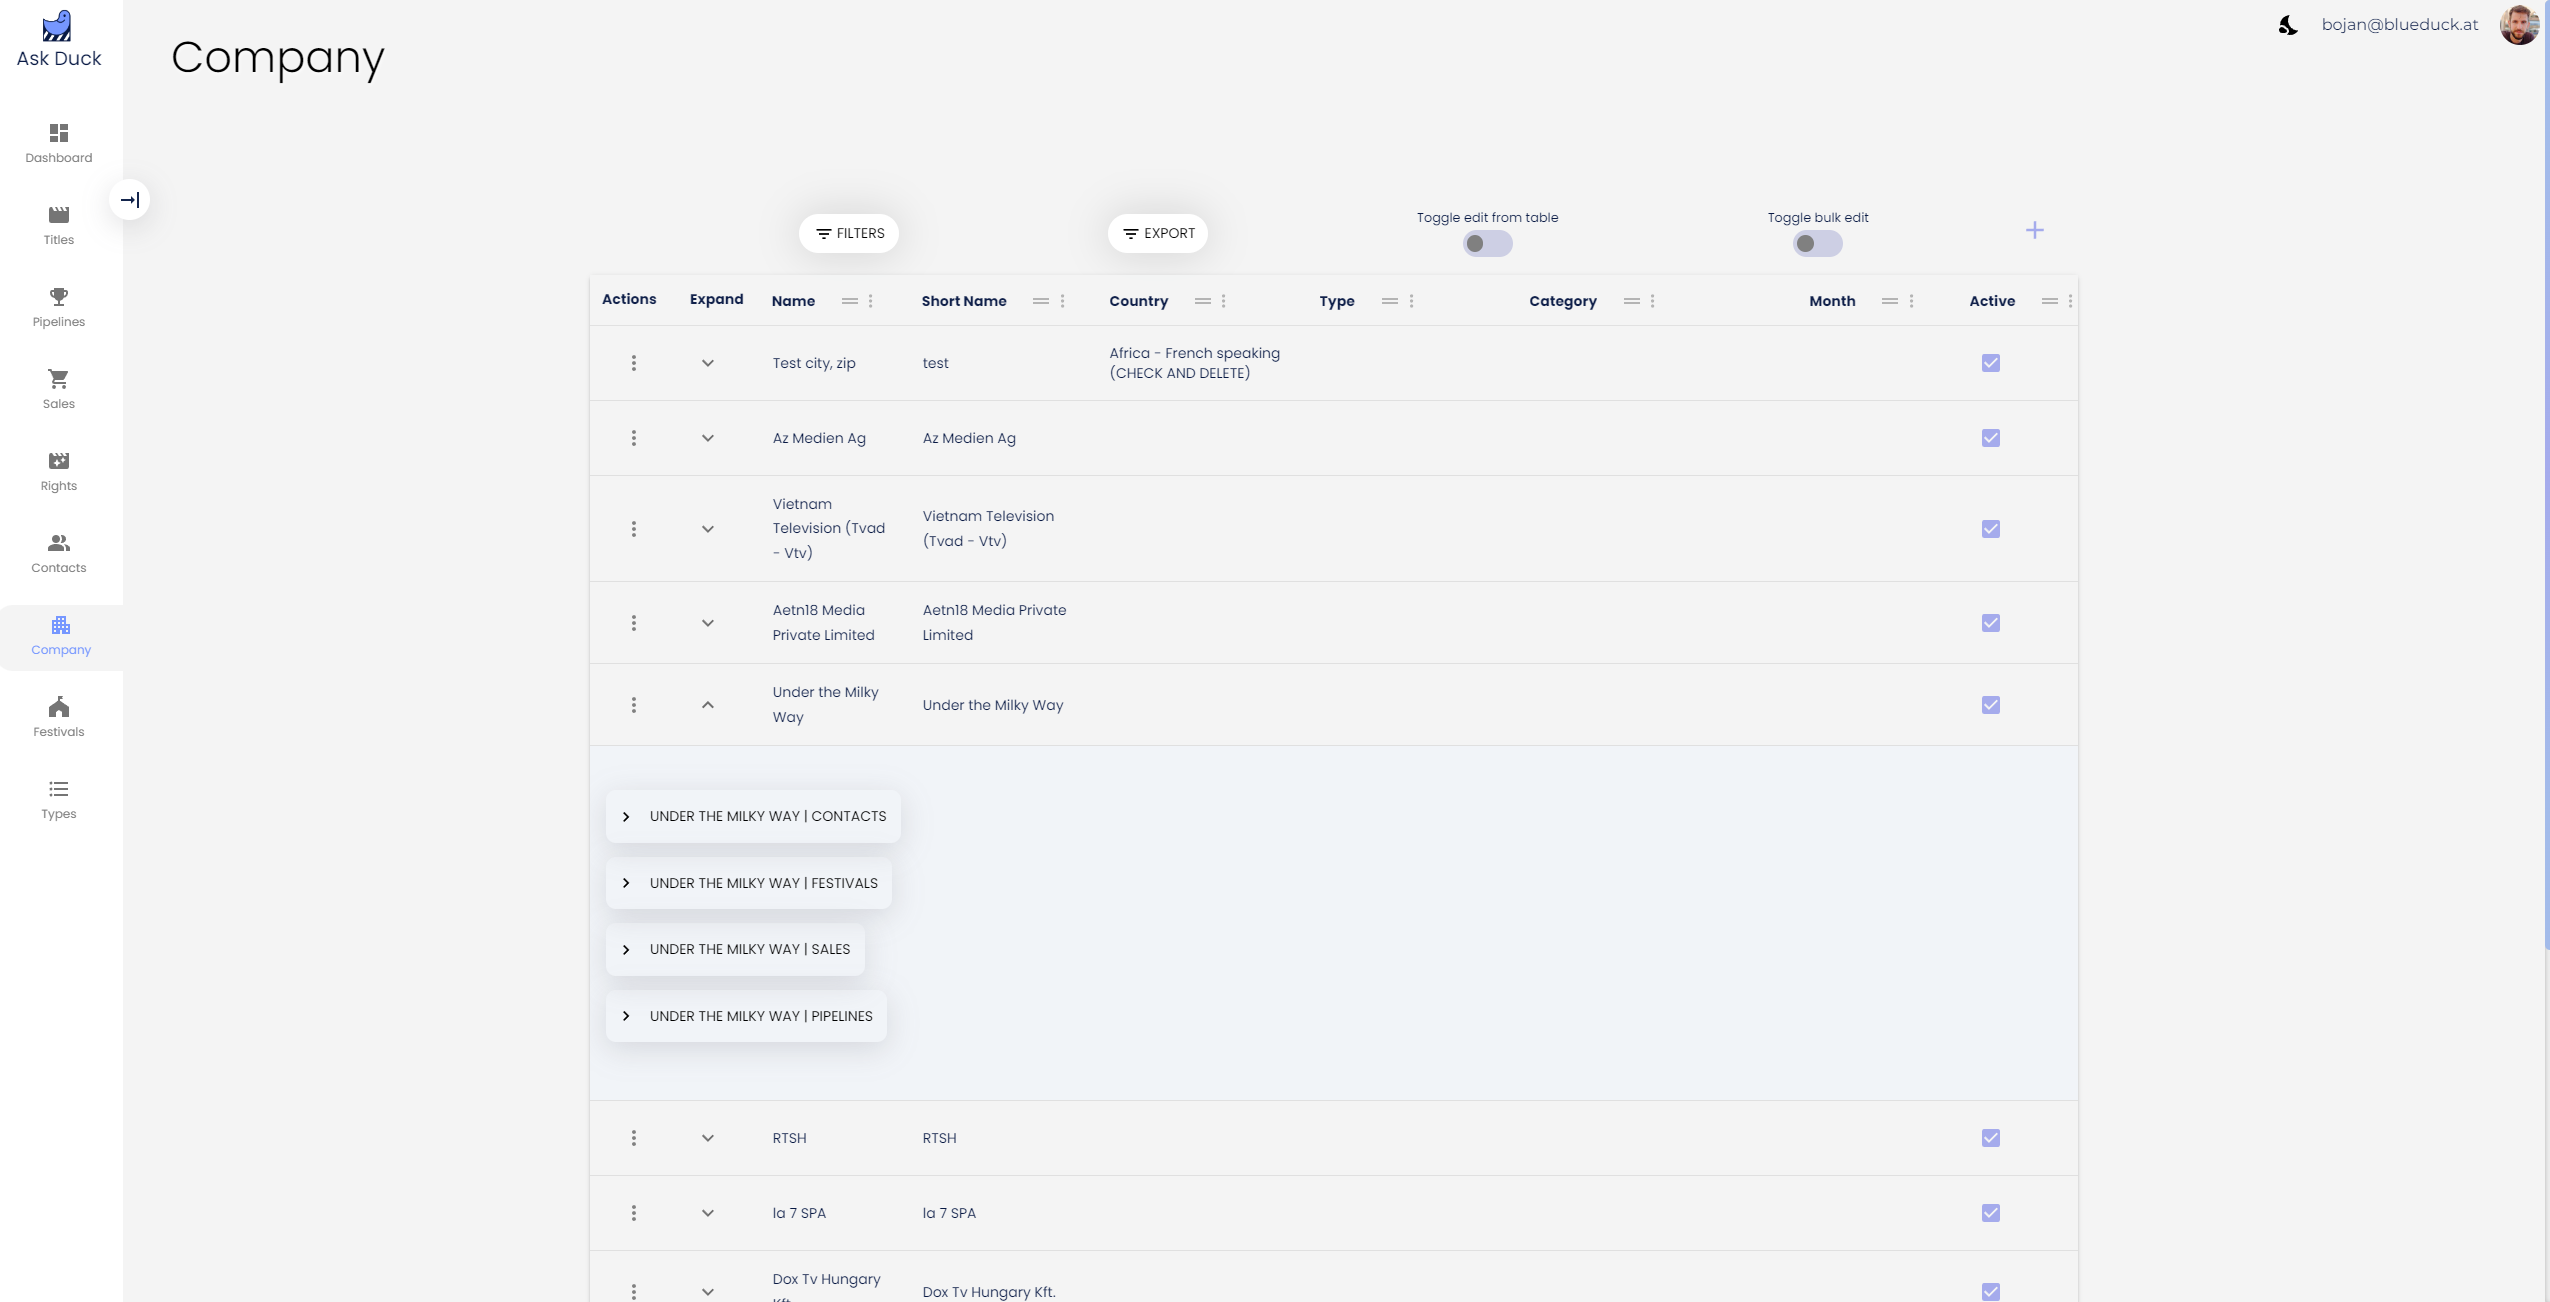 Ask Duck
Company
bojan@blueduck.at
Dashboard
Titles
Pipelines
Sales
Rights
Contacts
Company
Festivals
Types
FILTERS
EXPORT
Toggle edit from table
Toggle bulk edit
Actions Expand Name Short Name Country Type Category Month Active
Test city, zip test Africa - French speaking
(CHECK AND DELETE)
Az Medien Ag Az Medien Ag
Vietnam
Television (Tvad
- Vtv)
Vietnam Television
(Tvad - Vtv)
Aetn18 Media
Private Limited
Aetn18 Media Private
Limited
Under the Milky
Way
Under the Milky Way
UNDER THE MILKY WAY | CONTACTS
UNDER THE MILKY WAY | FESTIVALS
UNDER THE MILKY WAY | SALES
UNDER THE MILKY WAY | PIPELINES
RTSH RTSH
la 7 SPA la 7 SPA
Dox Tv Hungary
Dox Tv Hungary Kft.